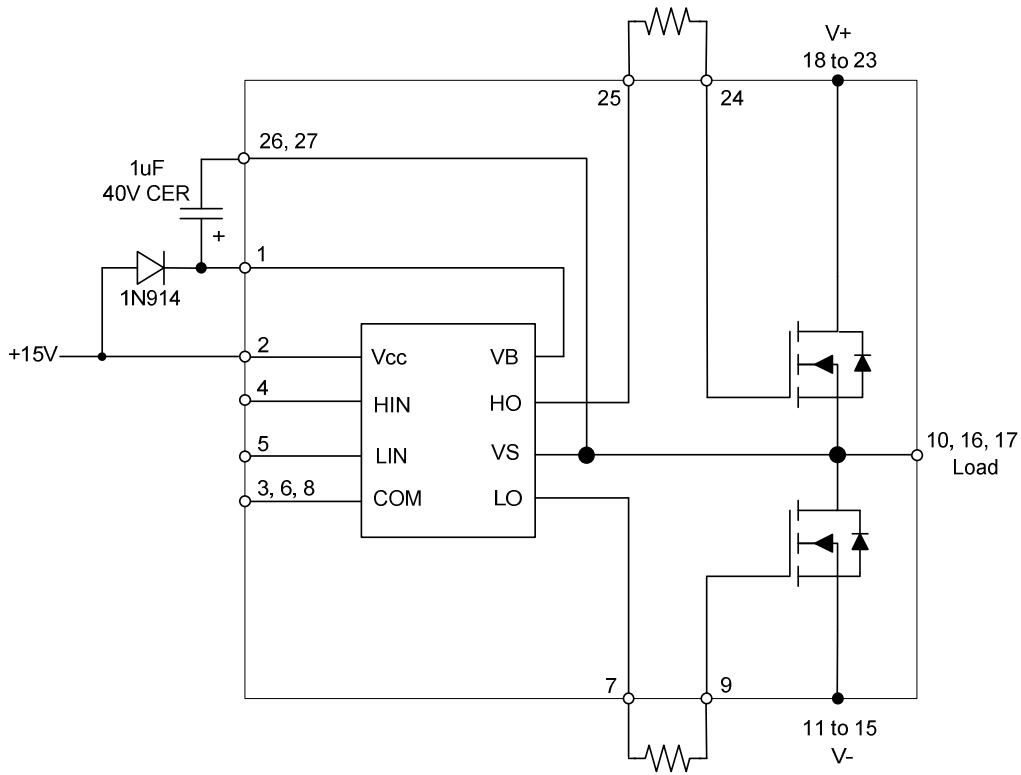 V+
18 to 23
25
24
26, 27
1uF
40V CER
+
1
1N914
+15V
2
Vcc
VB
4
HIN
HO
5
LIN
VS
10, 16, 17
Load
3, 6, 8
COM
LO
7
9
11 to 15
V-